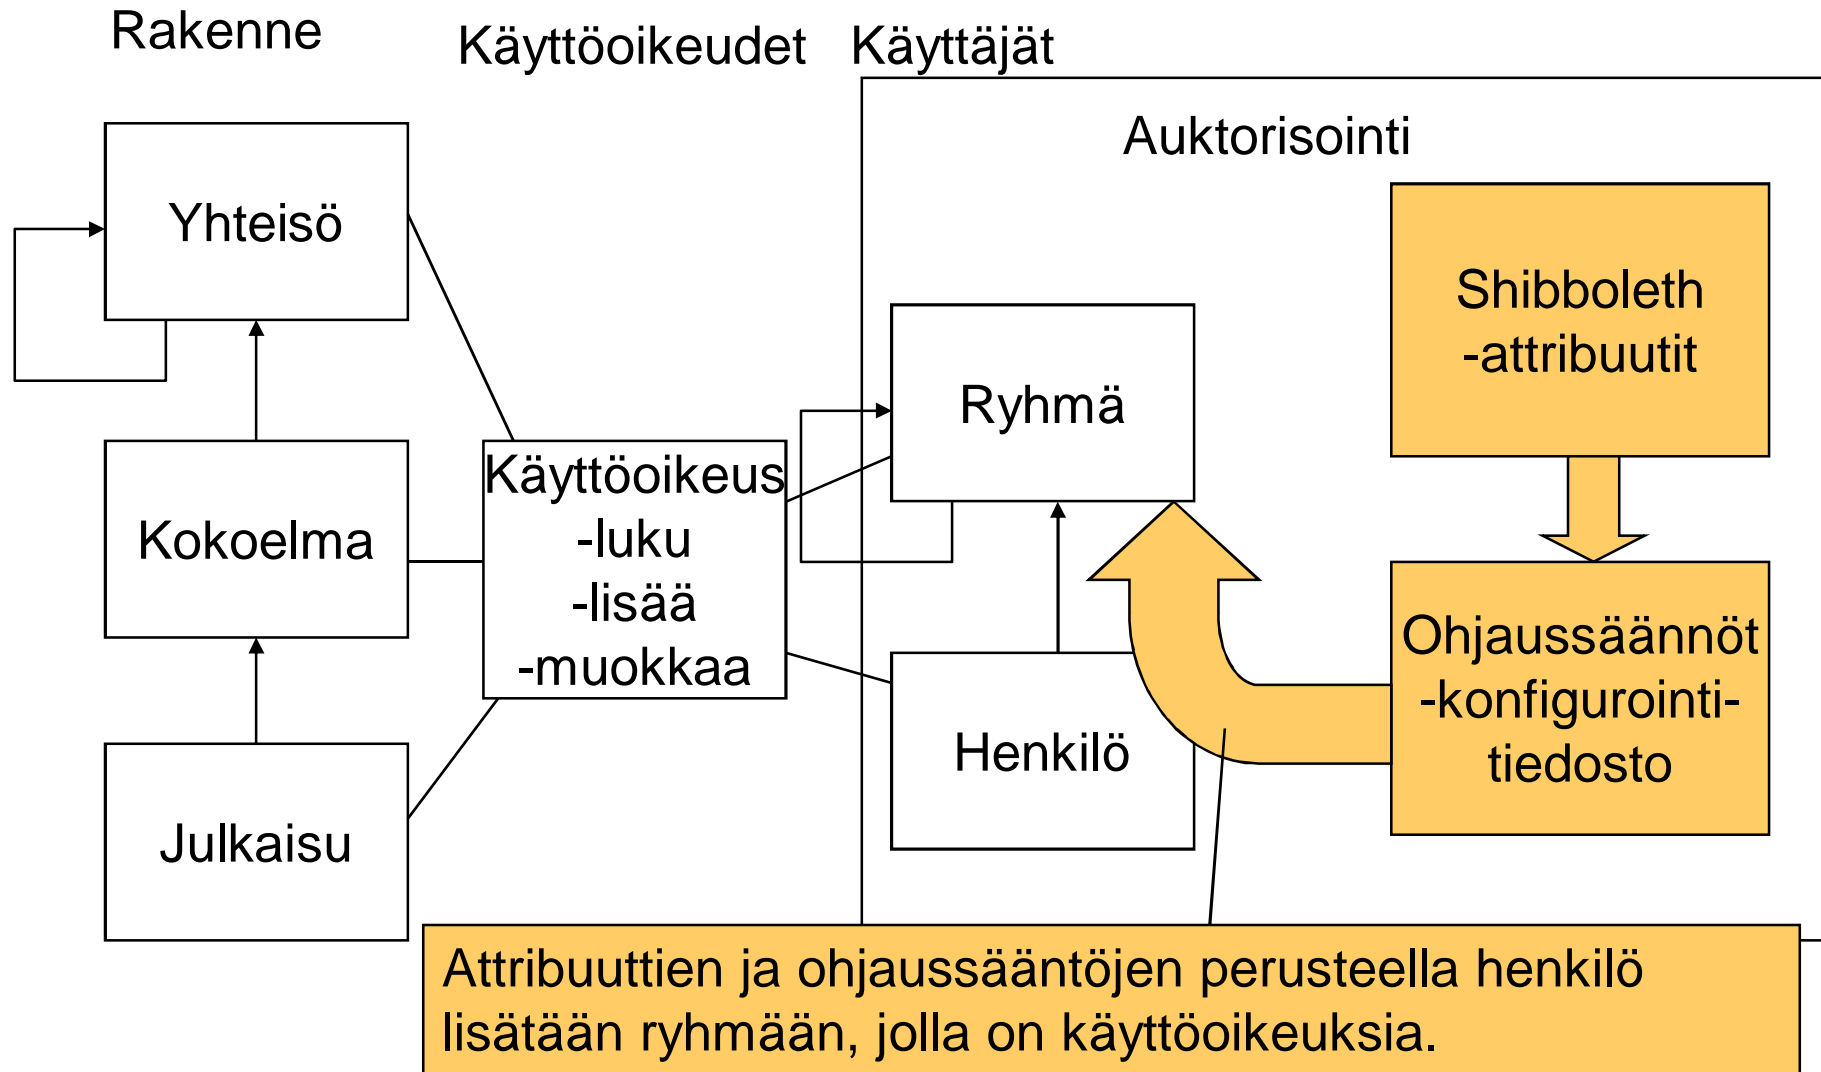 Rakenne
Käyttöoikeudet
Käyttäjät
Auktorisointi
Yhteisö
Kokoelma
Julkaisu
Käyttöoikeus
-luku
-lisää
-muokkaa
Ryhmä
Henkilö
Shibboleth
-attribuutit
Ohjaussäännöt
-konfigurointi-
tiedosto
Attribuuttien ja ohjaussääntöjen perusteella henkilö
lisätään ryhmään, jolla on käyttöoikeuksia.